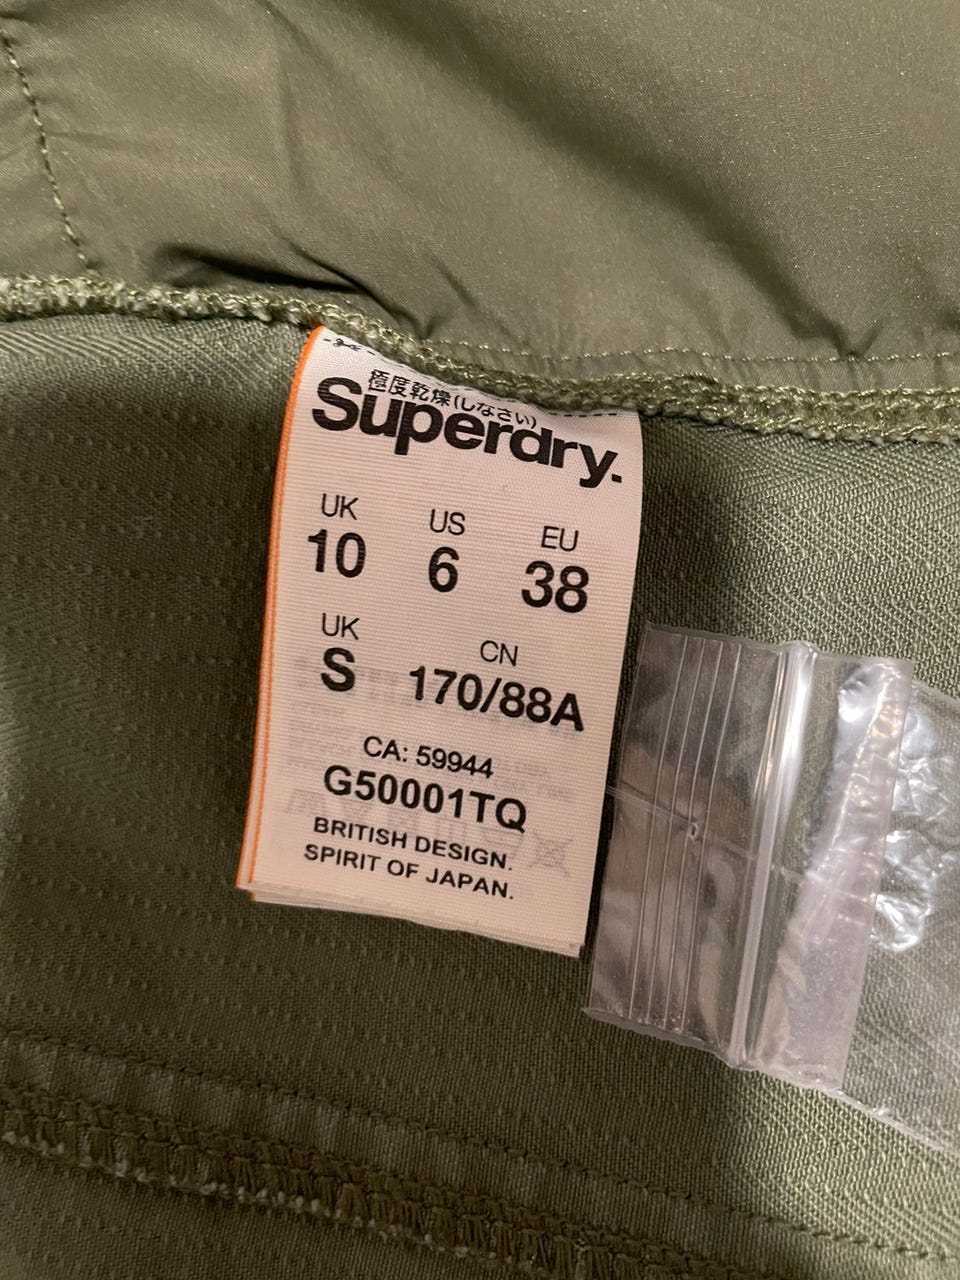 極度乾燥(しなさい)
Superdry.
UK US EU
10 6 38
UK CN
S 170/88A
CA: 59944
G50001TQ
BRITISH DESIGN.
SPIRIT OF JAPAN.